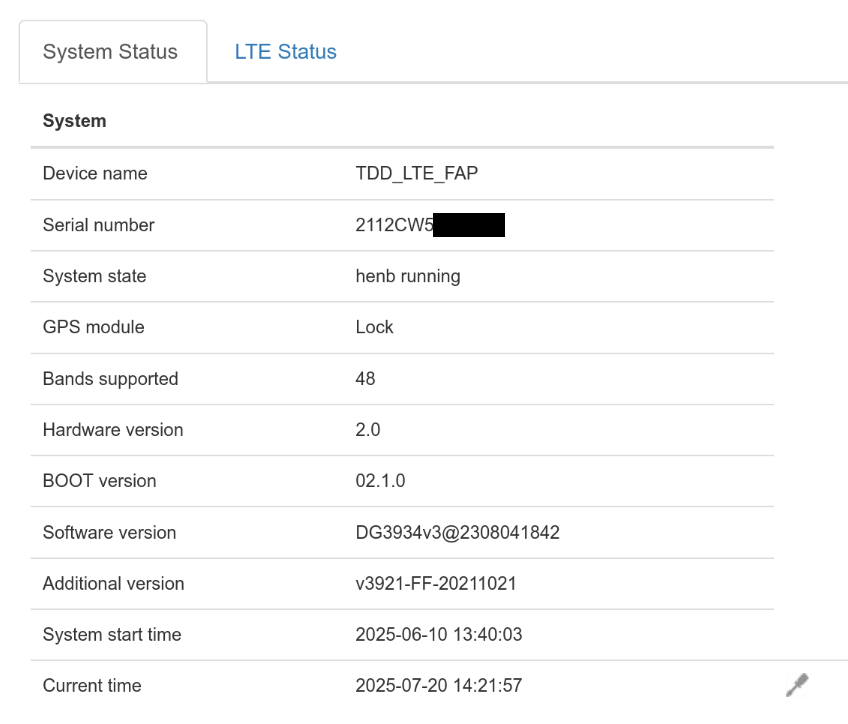 System Status LTE Status
System
Device name TDD_LTE_FAP
Serial number 2112CW5
System state henb running
GPS module Lock
Bands supported 48
Hardware version 2.0
BOOT version 02.1.0
Software version DG3934v3@2308041842
Additional version v3921-FF-20211021
System start time 2025-06-10 13:40:03
Current time 2025-07-20 14:21:57